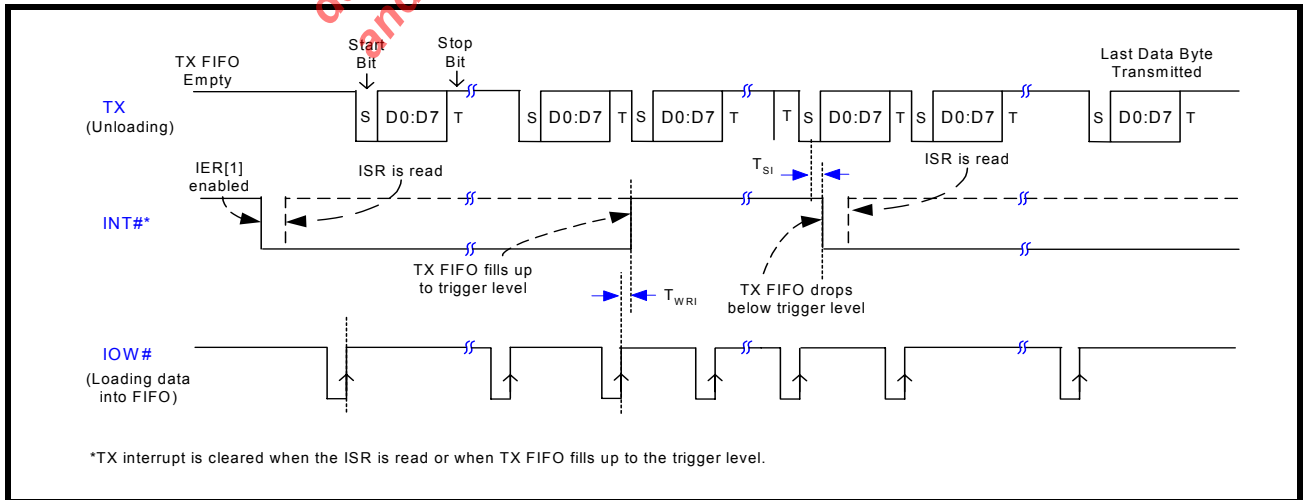 and
Start
Bit
Stop
Bit
TX FIFO
Empty
Last Data Byte
Transmitted
TX
(Unloading)
S D0:D7 T S D0:D7 T S D0:D7 T T S D0:D7 T S D0:D7 T S D0:D7 T
IER[1]
enabled
ISR is read
TSI
ISR is read
INT#*
TX FIFO fills up
to trigger level
TWRI
TX FIFO drops
below trigger level
IOW#
(Loading data
into FIFO)
*TX interrupt is cleared when the ISR is read or when TX FIFO fills up to the trigger level.